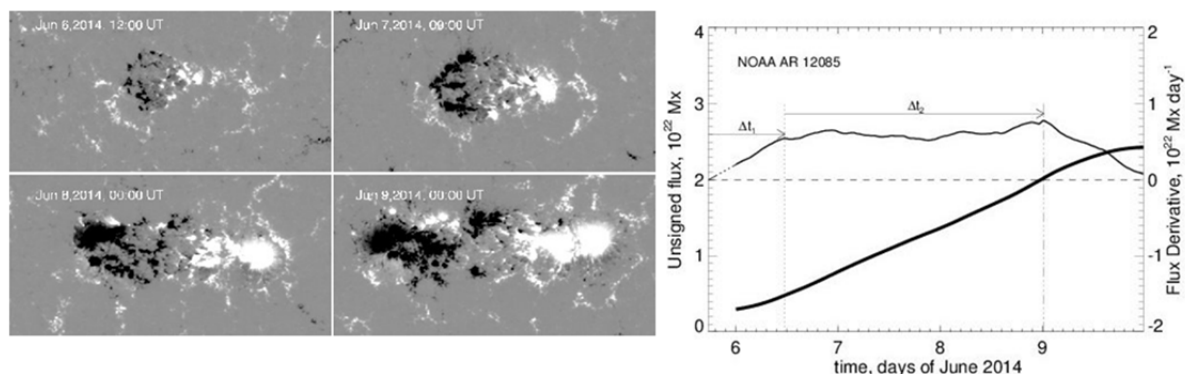 Jun 6,2014, 12:00 UT
Jun 7,2014, 09:00 UT
Jun 8,2014, 00:00 UT
Jun 9,2014, 00:00 UT
NOAA AR 12085
Δt₁
Δt₂
4
3
2
1
0
Unsigned flux, 10²² Mx
2
1
0
-1
-2
Flux Derivative, 10²² Mx day⁻¹
6 7 8 9
time, days of June 2014